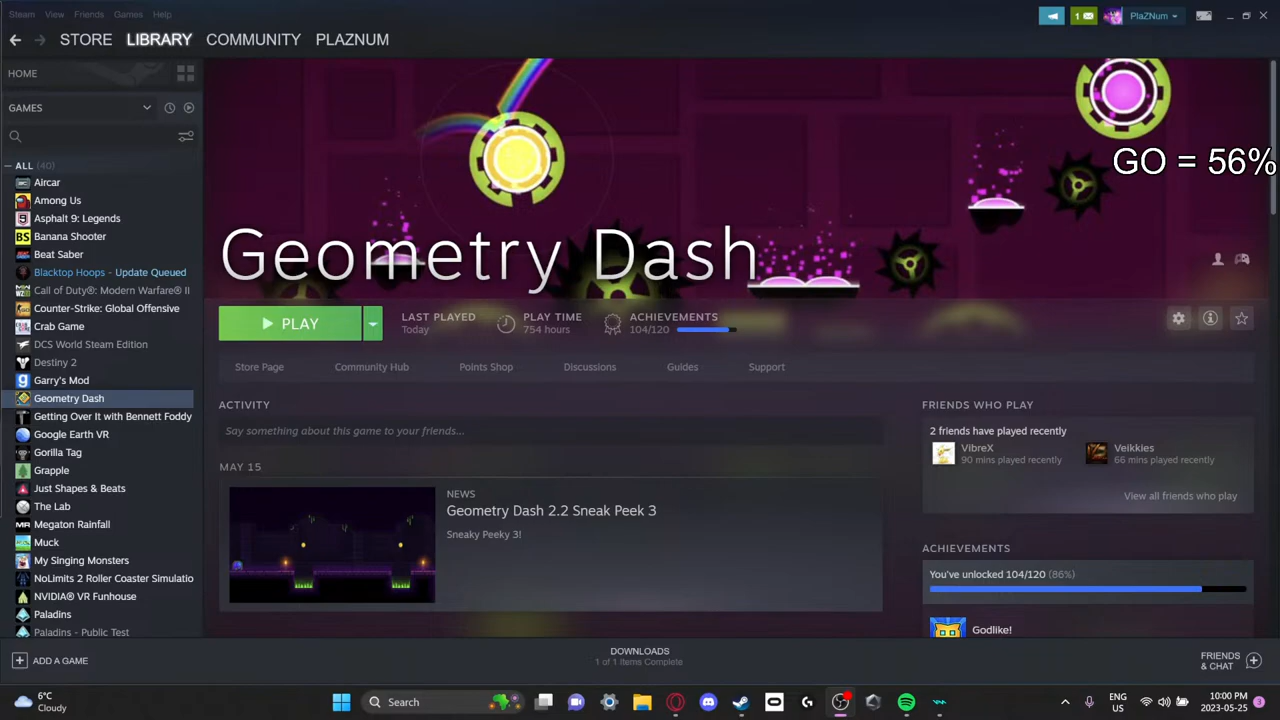 Steam View Friends Games Help
1
PlaZNum
STORE LIBRARY COMMUNITY PLAZNUM
HOME
GAMES
ALL (40)
Aircar
Among Us
Asphalt 9: Legends
BS Banana Shooter
Beat Saber
Blacktop Hoops - Update Queued
Call of Duty®: Modern Warfare® II
Counter-Strike: Global Offensive
Crab Game
DCS World Steam Edition
Destiny 2
Garry's Mod
Geometry Dash
Getting Over It with Bennett Foddy
Google Earth VR
Gorilla Tag
Grapple
Just Shapes & Beats
The Lab
Megaton Rainfall
Muck
My Singing Monsters
NoLimits 2 Roller Coaster Simulatio
NVIDIA® VR Funhouse
Paladins
Paladins - Public Test
ADD A GAME
GO = 56%
Geometry Dash
PLAY
LAST PLAYED
Today
PLAY TIME
754 hours
ACHIEVEMENTS
104/120
Store Page Community Hub Points Shop Discussions Guides Support
ACTIVITY
Say something about this game to your friends...
MAY 15
NEWS
Geometry Dash 2.2 Sneak Peek 3
Sneaky Peeky 3!
FRIENDS WHO PLAY
2 friends have played recently
VibreX
90 mins played recently
Veikkies
66 mins played recently
View all friends who play
ACHIEVEMENTS
You've unlocked 104/120 (86%)
Godlike!
DOWNLOADS
1 of 1 Items Complete
FRIENDS
& CHAT
6°C
Cloudy
Search
ENG
US
10:00 PM
2023-05-25
3